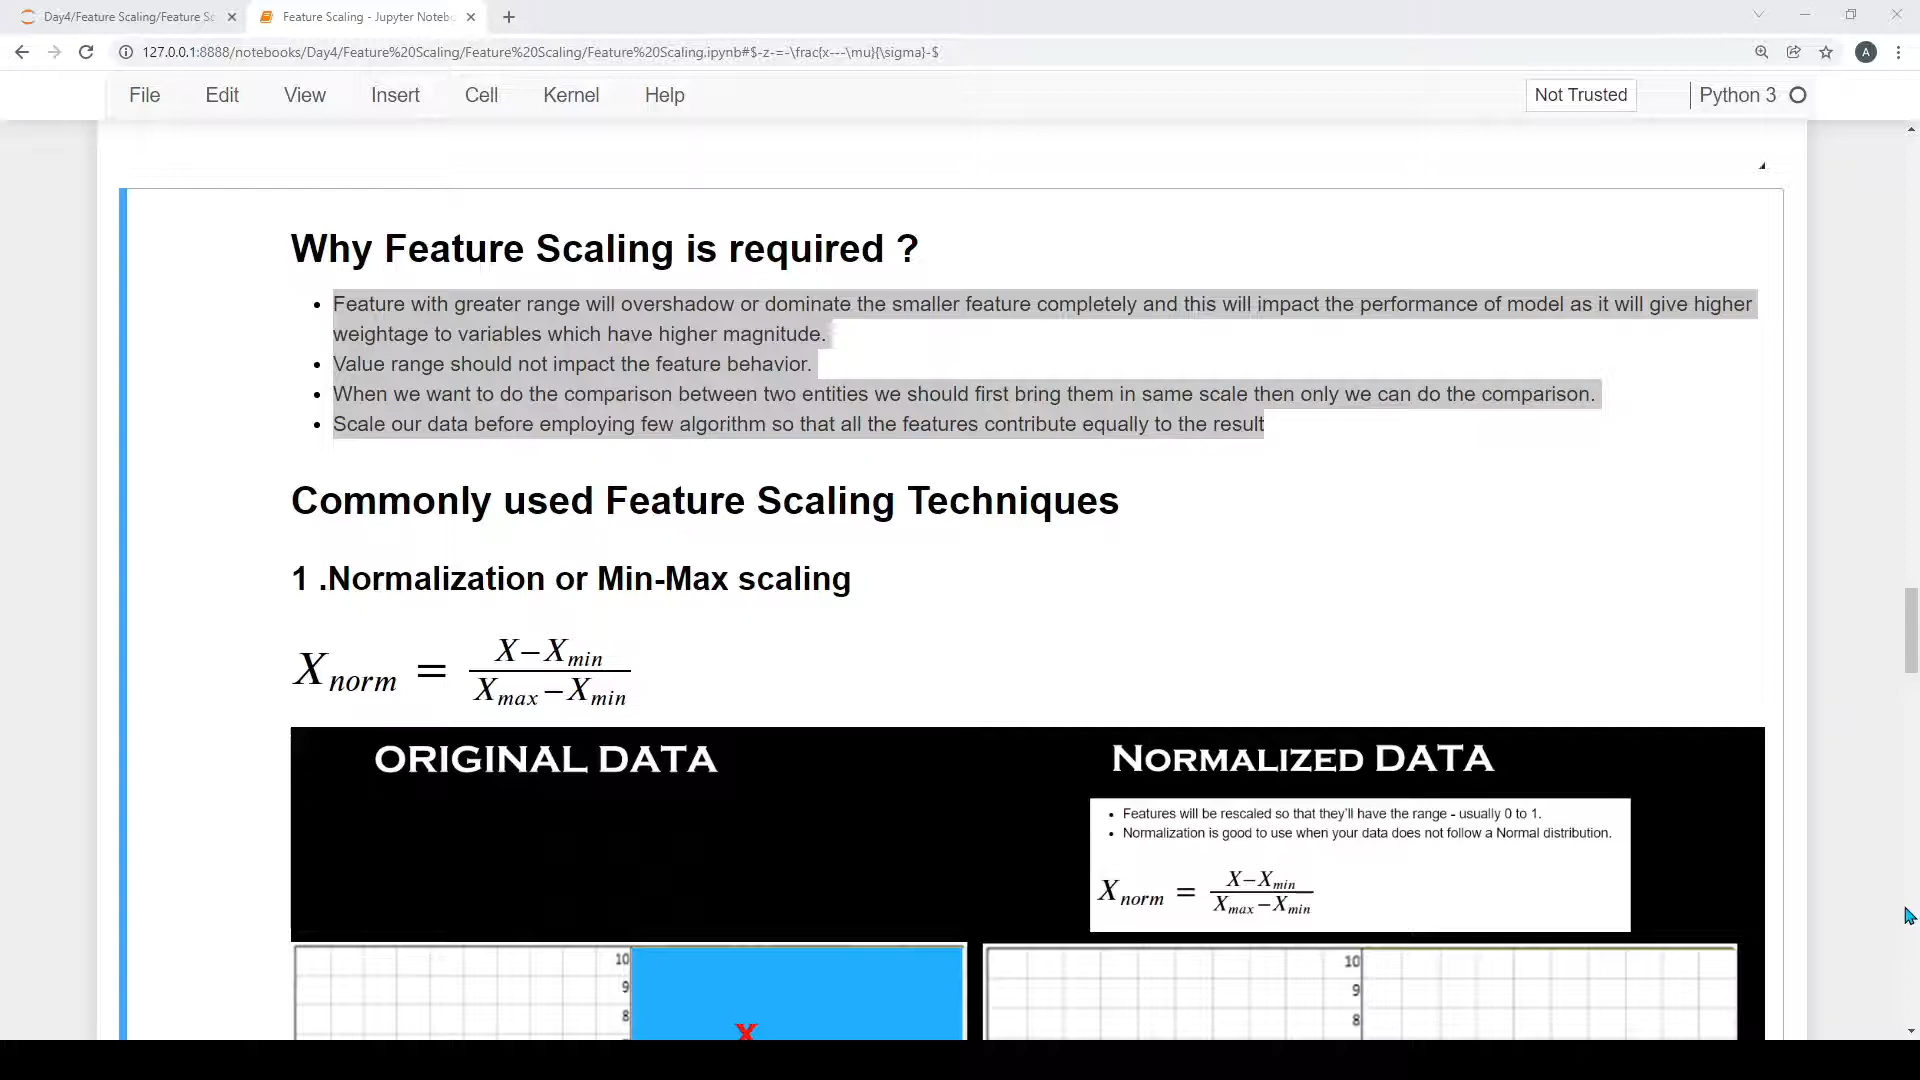 Day4/Feature Scaling/Feature Sc
Feature Scaling - Jupyter Notebo
127.0.0.1:8888/notebooks/Day4/Feature%20Scaling/Feature%20Scaling/Feature%20Scaling.ipynb#$-z-=-\frac{x---\mu}{\sigma}-$
A
File Edit View Insert Cell Kernel Help
Not Trusted
Python 3
Why Feature Scaling is required ?
• Feature with greater range will overshadow or dominate the smaller feature completely and this will impact the performance of model as it will give higher
weightage to variables which have higher magnitude.
• Value range should not impact the feature behavior.
• When we want to do the comparison between two entities we should first bring them in same scale then only we can do the comparison.
• Scale our data before employing few algorithm so that all the features contribute equally to the result
Commonly used Feature Scaling Techniques
1 .Normalization or Min-Max scaling
X norm = X−X min / X max − X min
ORIGINAL DATA
NORMALIZED DATA
• Features will be rescaled so that they'll have the range - usually 0 to 1.
• Normalization is good to use when your data does not follow a Normal distribution.
X norm = X−X min / X max − X min
10
9
8
X
10
9
8